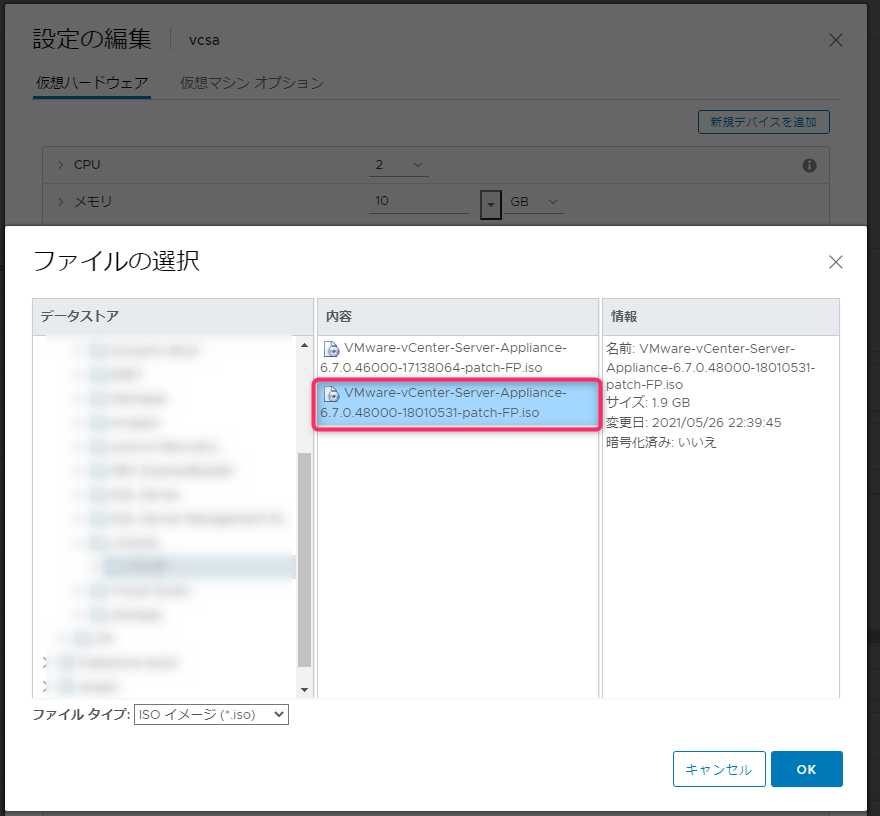 設定の編集 vcsa
仮想ハードウェア 仮想マシン オプション
新規デバイスを追加
CPU 2
メモリ 10 GB
ファイルの選択
データストア
内容
VMware-vCenter-Server-Appliance-
6.7.0.46000-17138064-patch-FP.iso
VMware-vCenter-Server-Appliance-
6.7.0.48000-18010531-patch-FP.iso
情報
名前: VMware-vCenter-Server-
Appliance-6.7.0.48000-18010531-
patch-FP.iso
サイズ: 1.9 GB
変更日: 2021/05/26 22:39:45
暗号化済み: いいえ
ファイル タイプ: ISO イメージ (*.iso)
キャンセル OK